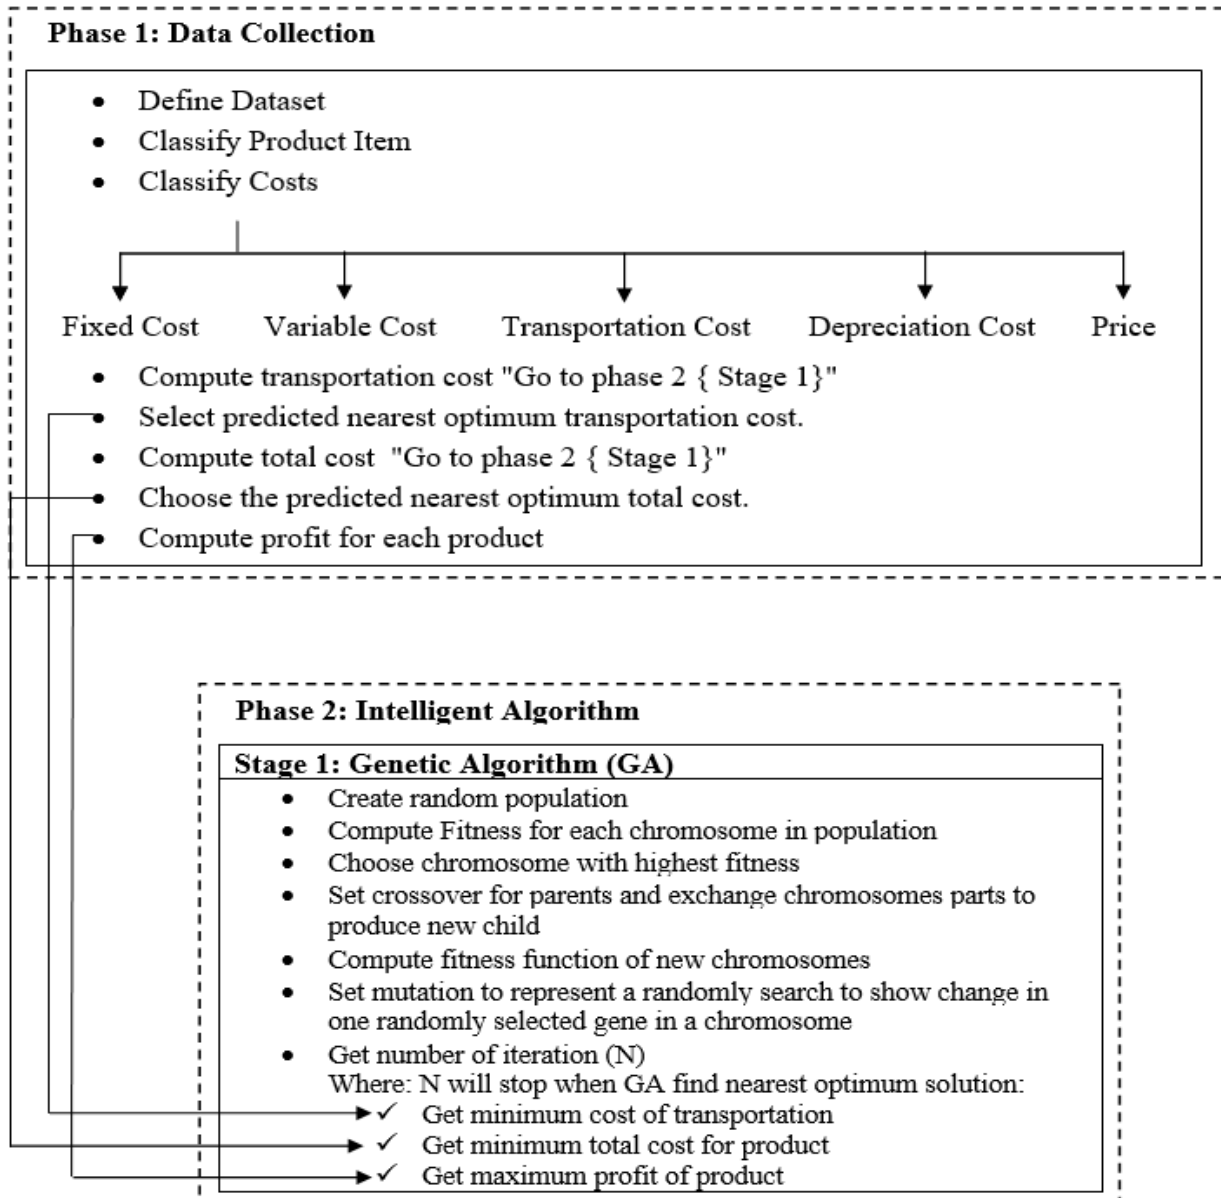 Phase 1: Data Collection
• Define Dataset
• Classify Product Item
• Classify Costs
Fixed Cost Variable Cost Transportation Cost Depreciation Cost Price
• Compute transportation cost "Go to phase 2 { Stage 1}"
• Select predicted nearest optimum transportation cost.
• Compute total cost "Go to phase 2 { Stage 1}"
• Choose the predicted nearest optimum total cost.
• Compute profit for each product
Phase 2: Intelligent Algorithm
Stage 1: Genetic Algorithm (GA)
• Create random population
• Compute Fitness for each chromosome in population
• Choose chromosome with highest fitness
• Set crossover for parents and exchange chromosomes parts to
produce new child
• Compute fitness function of new chromosomes
• Set mutation to represent a randomly search to show change in
one randomly selected gene in a chromosome
• Get number of iteration (N)
Where: N will stop when GA find nearest optimum solution:
✓ Get minimum cost of transportation
✓ Get minimum total cost for product
✓ Get maximum profit of product